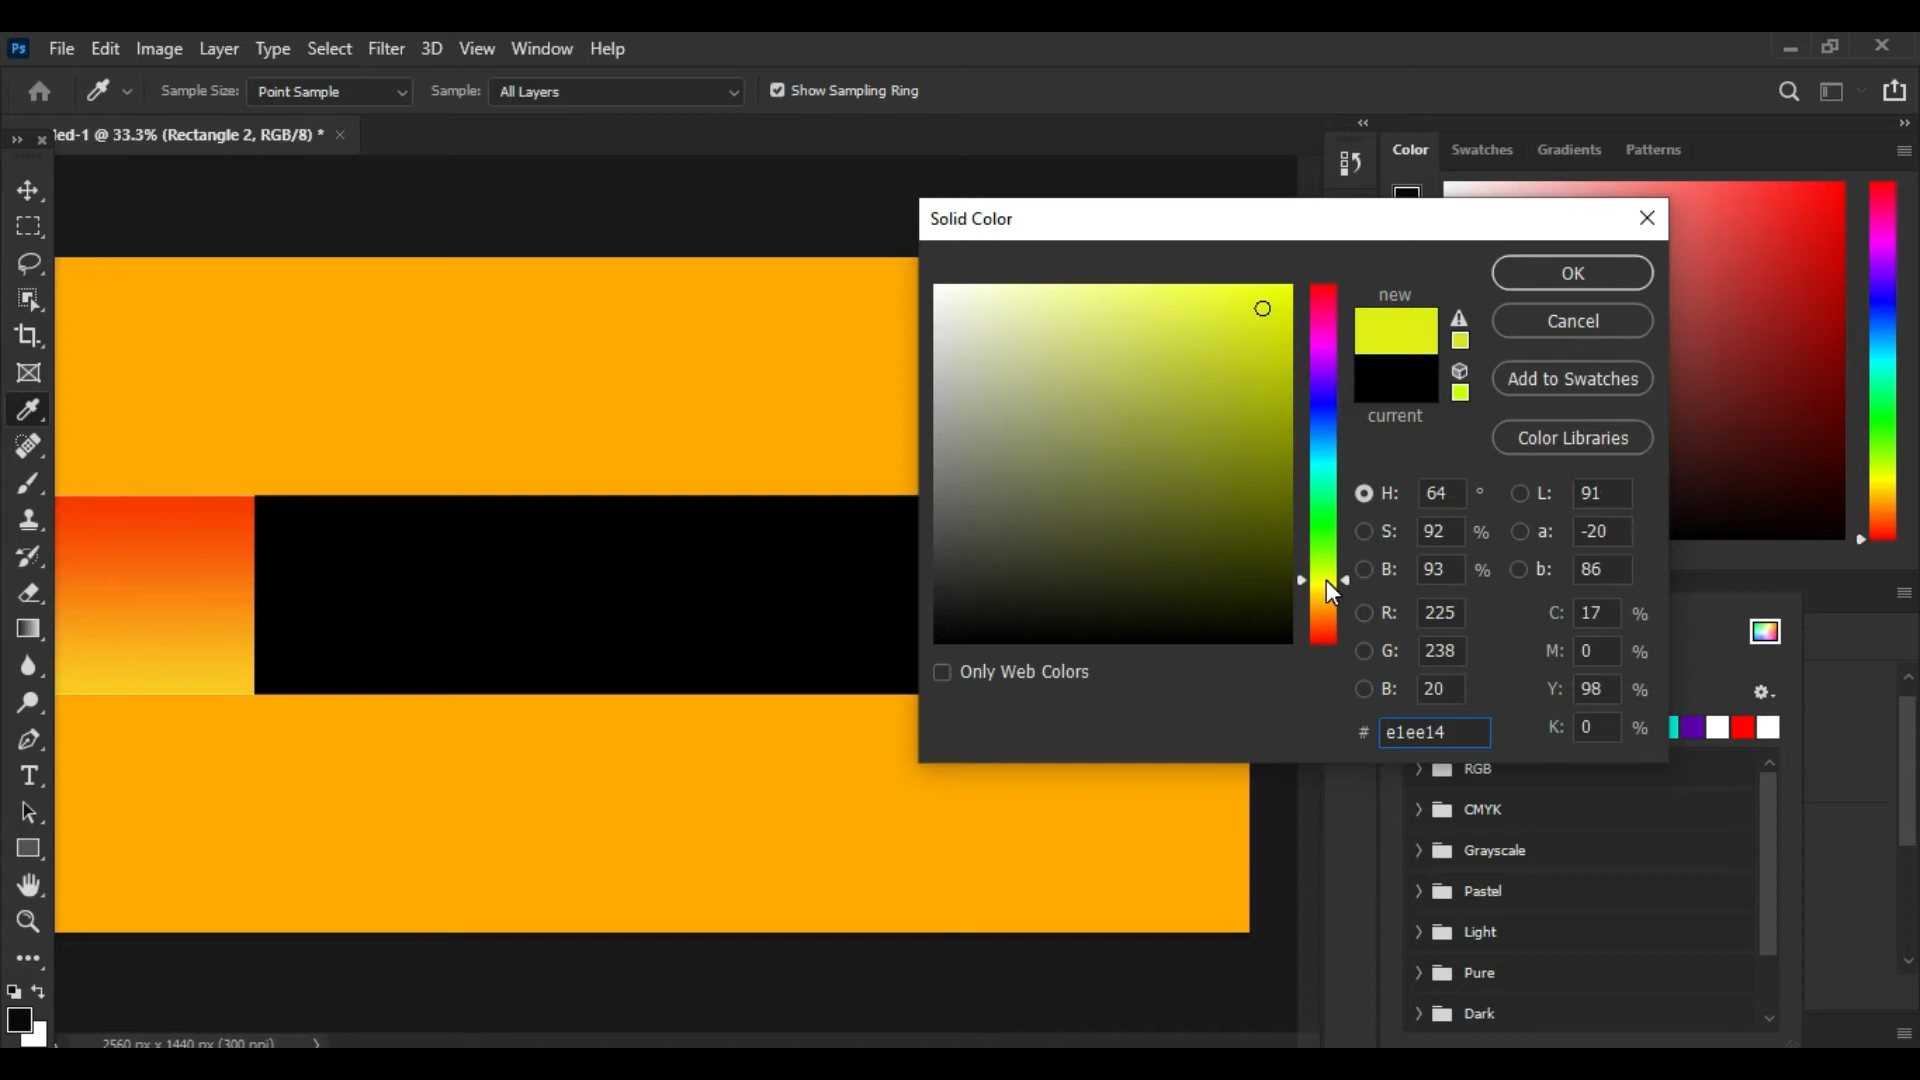 Ps File Edit Image Layer Type Select Filter 3D View Window Help
Sample Size: Point Sample Sample: All Layers Show Sampling Ring
led-1 @ 33.3% (Rectangle 2, RGB/8) *
Color Swatches Gradients Patterns
Solid Color
OK
new
Cancel
Add to Swatches
current
Color Libraries
H: 64 ° L: 91
S: 92 % a: -20
B: 93 % b: 86
R: 225 C: 17 %
G: 238 M: 0 %
Only Web Colors
B: 20 Y: 98 %
# e1ee14 K: 0 %
RGB
CMYK
Grayscale
Pastel
Light
Pure
Dark
2560 px x 1440 px (300 ppi)